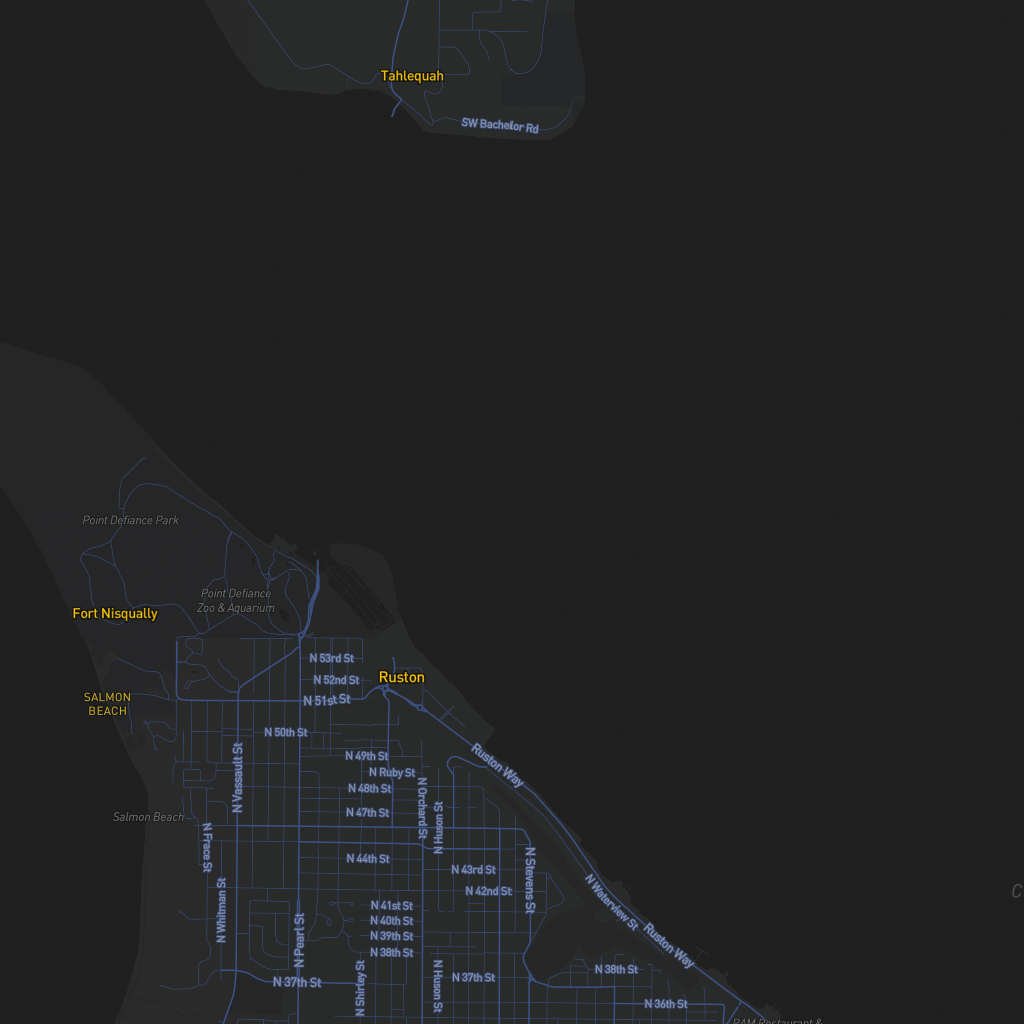 Tahlequah
SW Bachelor Rd
Point Defiance Park
Point Defiance
Zoo & Aquarium
Fort Nisqually
N 53rd St
Ruston
N 52nd St
SALMON
BEACH
N 51st St
N 50th St
N Vassault St
N 49th St
Ruston Way
N Ruby St
N 48th St
N Orchard St
N 47th St
N Huson St
Salmon Beach
N Frace St
N 44th St
N 43rd St
N Stevens St
N 42nd St
N Waterview St
N Whitman St
N 41st St
N 40th St
N Pearl St
N 39th St
Ruston Way
N 38th St
N 38th St
N Shirley St
N Huson St
N 37th St
N 37th St
N 36th St
RAM Restaurant &